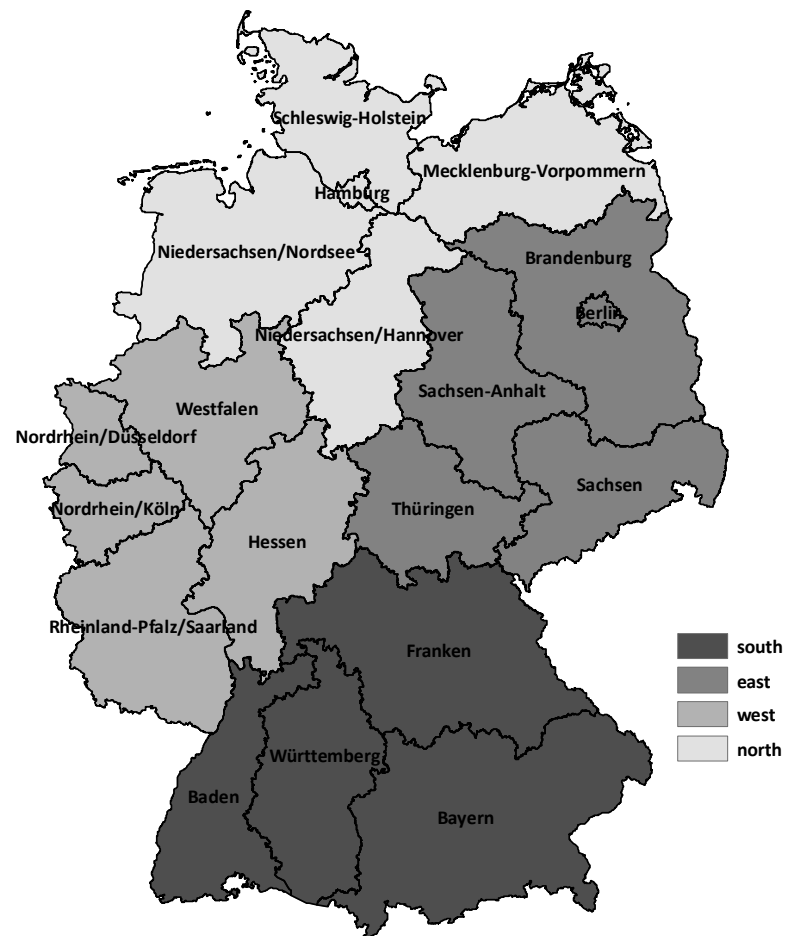 Schleswig-Holstein
Mecklenburg-Vorpommern
Hamburg
Niedersachsen/Nordsee
Brandenburg
Berlin
Niedersachsen/Hannover
Sachsen-Anhalt
Westfalen
Nordrhein/Düsseldorf
Sachsen
Nordrhein/Köln
Thüringen
Hessen
Rheinland-Pfalz/Saarland
Franken
south
east
west
north
Württemberg
Baden
Bayern